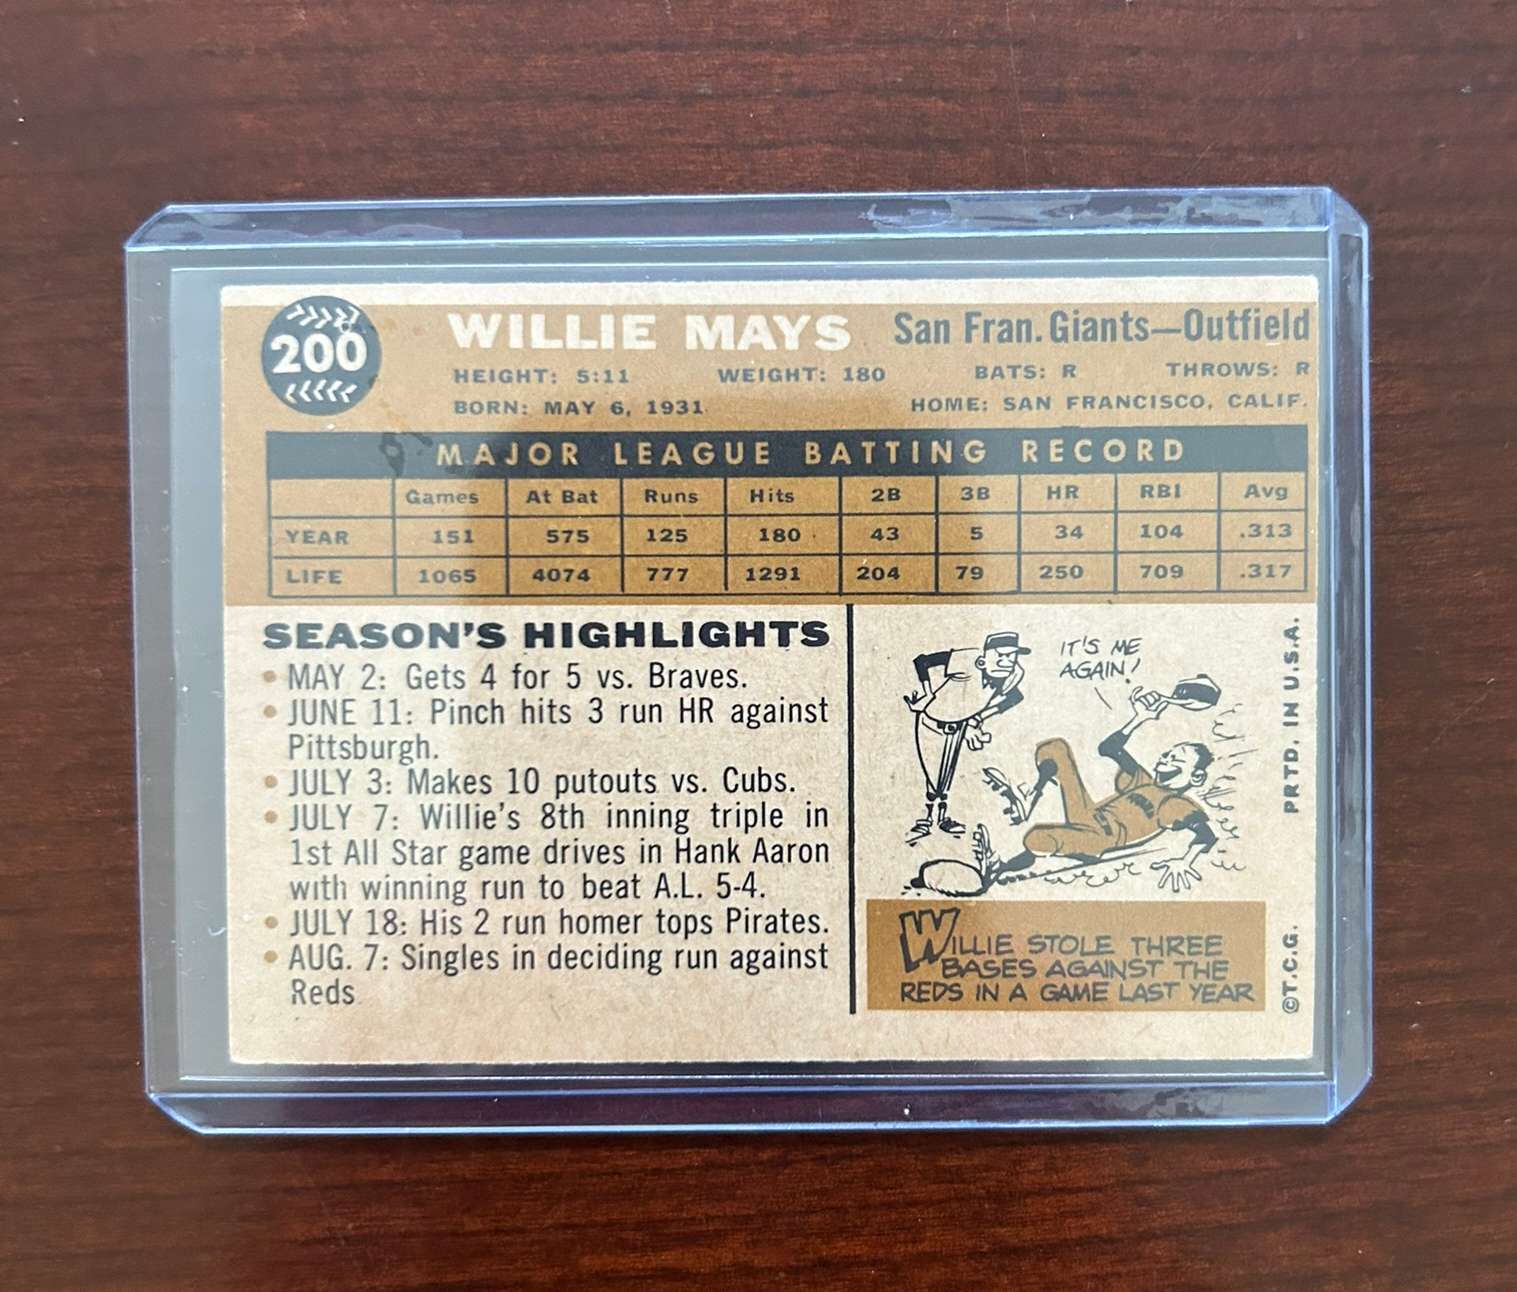 200
WILLIE MAYS San Fran. Giants—Outfield
HEIGHT: 5:11 WEIGHT: 180 BATS: R THROWS: R
BORN: MAY 6, 1931 HOME: SAN FRANCISCO, CALIF.
MAJOR LEAGUE BATTING RECORD
Games At Bat Runs Hits 2B 3B HR RBI Avg
YEAR 151 575 125 180 43 5 34 104 .313
LIFE 1065 4074 777 1291 204 79 250 709 .317
SEASON'S HIGHLIGHTS
• MAY 2: Gets 4 for 5 vs. Braves.
• JUNE 11: Pinch hits 3 run HR against
Pittsburgh.
• JULY 3: Makes 10 putouts vs. Cubs.
• JULY 7: Willie's 8th inning triple in
1st All Star game drives in Hank Aaron
with winning run to beat A.L. 5-4.
• JULY 18: His 2 run homer tops Pirates.
• AUG. 7: Singles in deciding run against
Reds
IT'S ME
AGAIN!
WILLIE STOLE THREE
BASES AGAINST THE
REDS IN A GAME LAST YEAR
©T.C.G. PRTD. IN U.S.A.